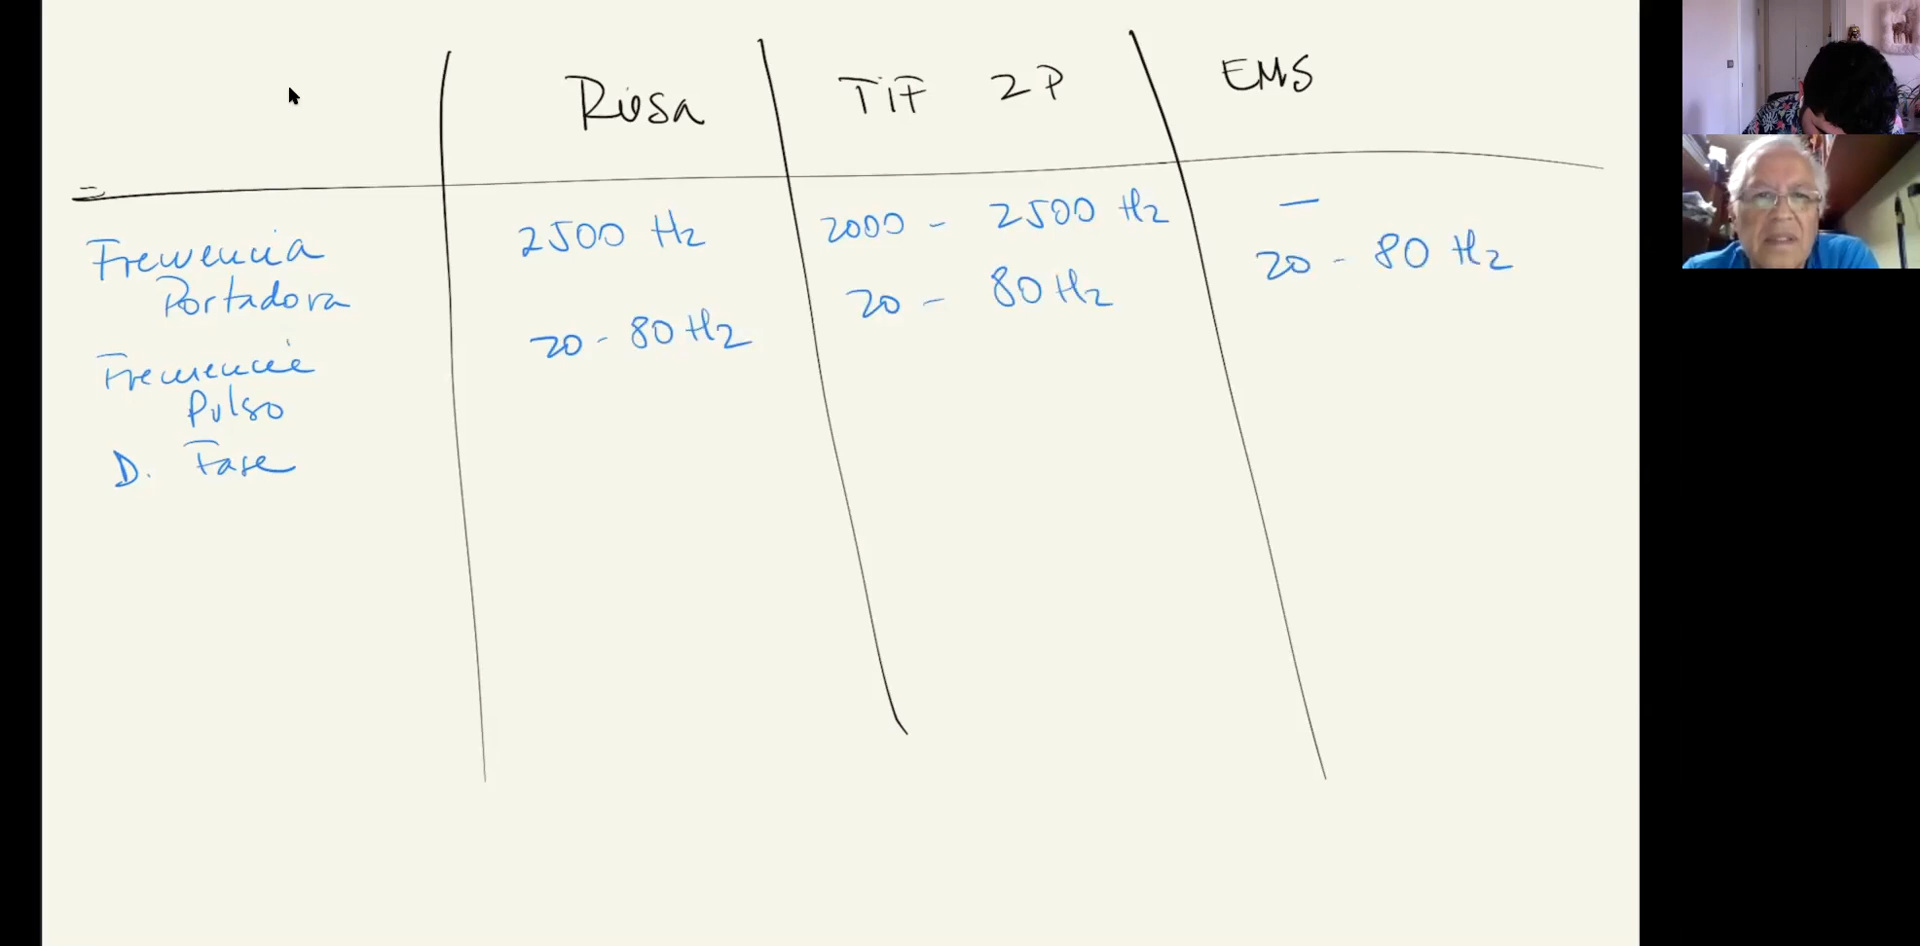 Rusa TIF 2P EMS
Frecuencia Portadora 2500 Hz 2000 - 2500 Hz —
Frecuencia Pulso 20 - 80 Hz 20 - 80 Hz 20 - 80 Hz
D. Fase